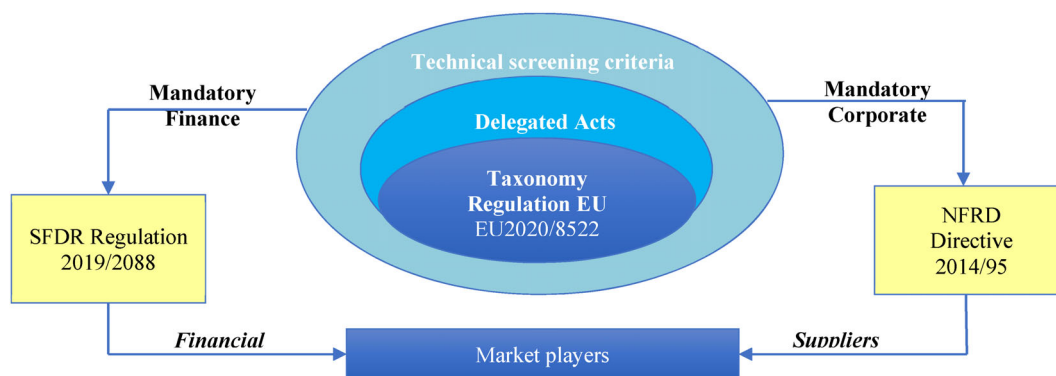 Technical screening criteria
Mandatory
Finance
Mandatory
Corporate
Delegated Acts
Taxonomy
Regulation EU
EU2020/8522
SFDR Regulation
2019/2088
NFRD
Directive
2014/95
Financial
Market players
Suppliers